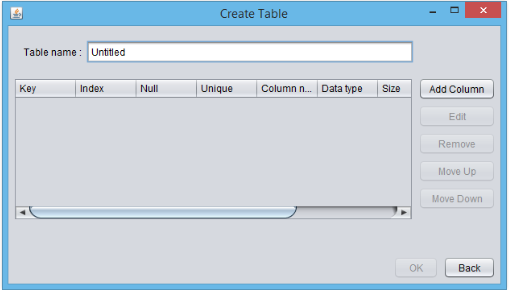 Create Table
Table name : Untitled
Key Index Null Unique Column n... Data type Size
Add Column
Edit
Remove
Move Up
Move Down
OK Back